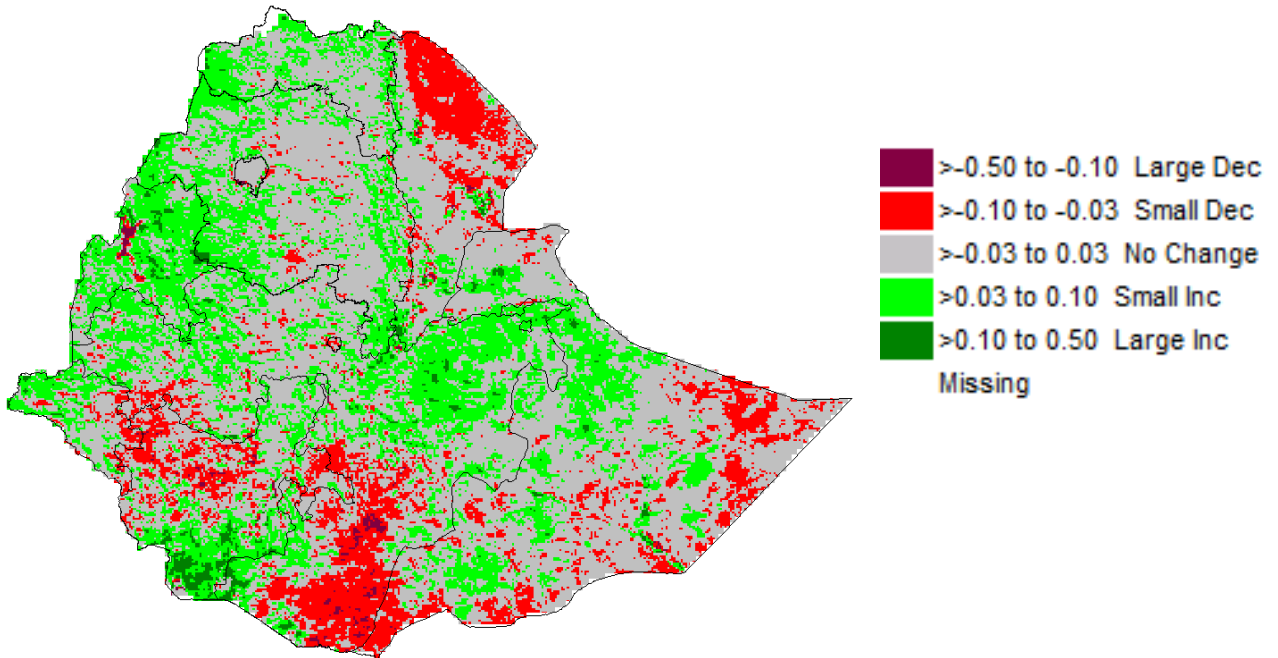 >-0.50 to -0.10 Large Dec
>-0.10 to -0.03 Small Dec
>-0.03 to 0.03 No Change
>0.03 to 0.10 Small Inc
>0.10 to 0.50 Large Inc
Missing